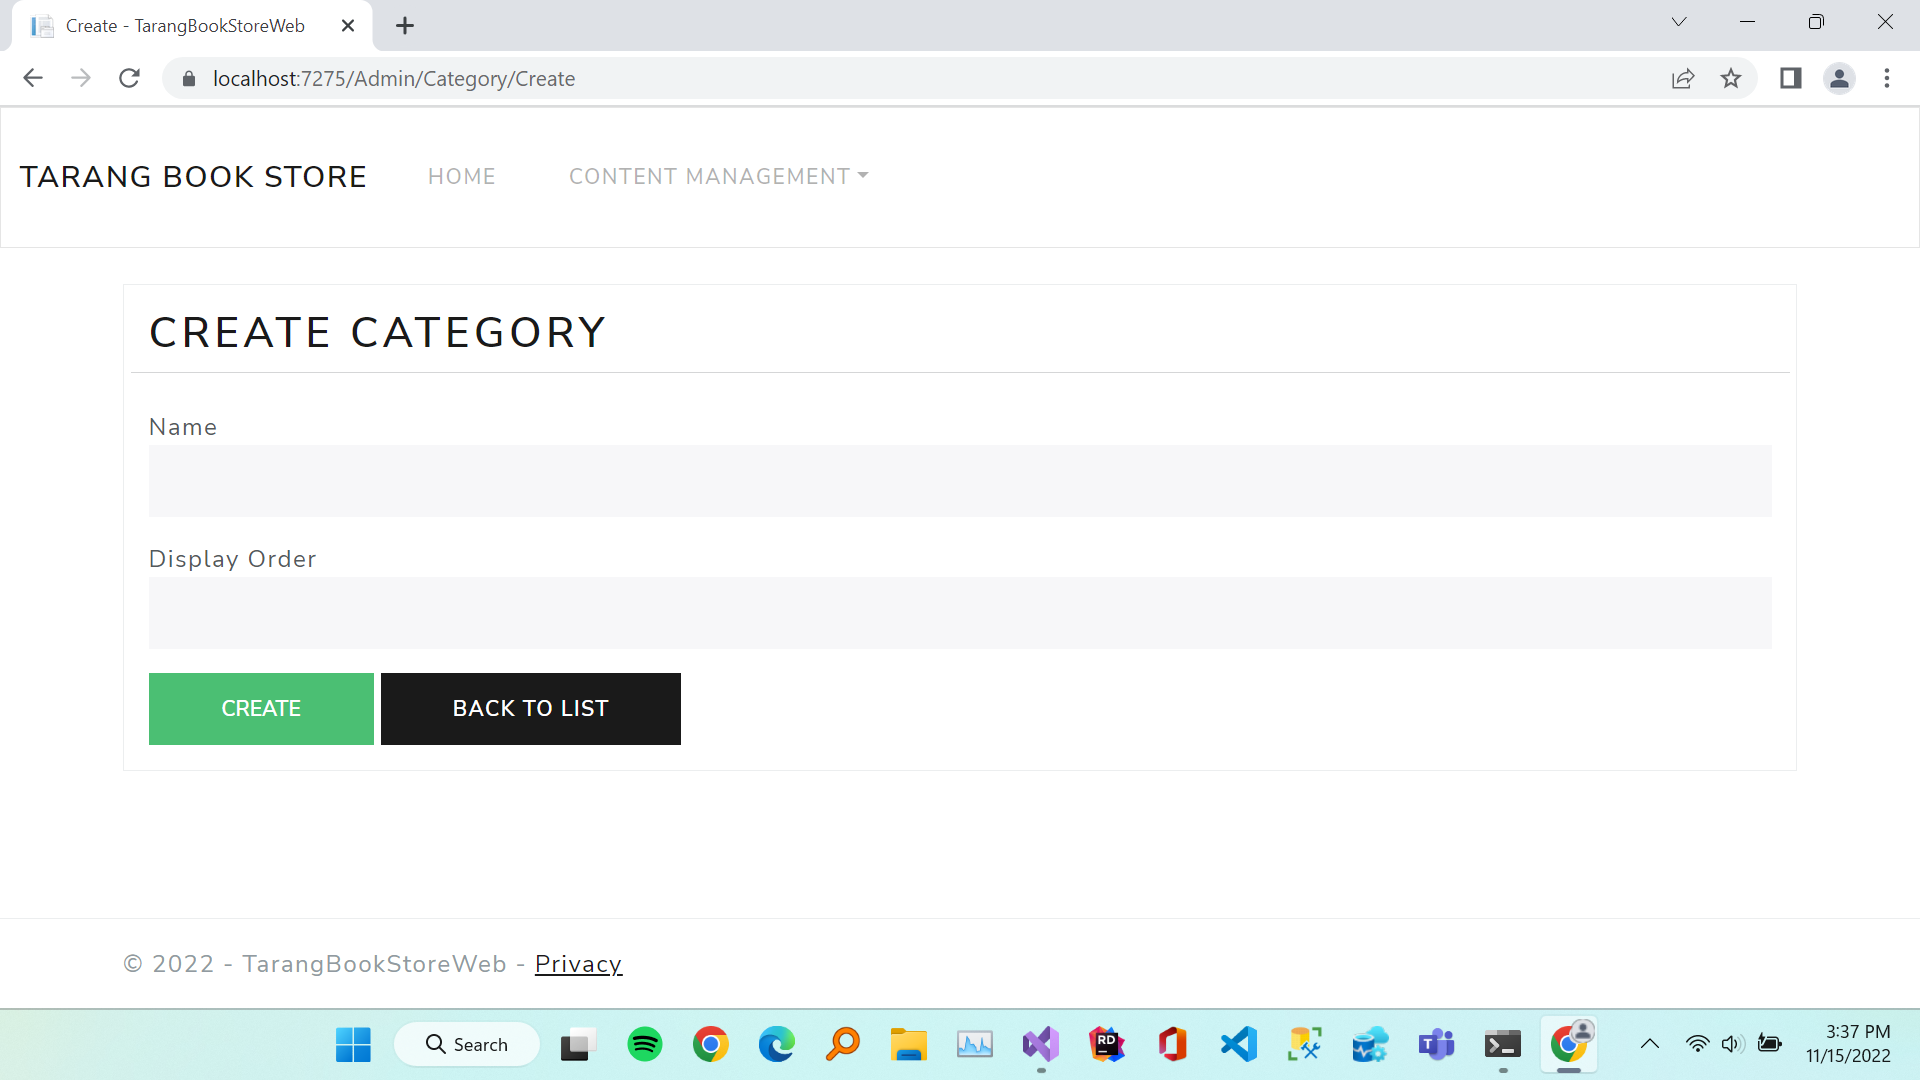 Create - TarangBookStoreWeb
localhost:7275/Admin/Category/Create
TARANG BOOK STORE HOME CONTENT MANAGEMENT
CREATE CATEGORY
Name
Display Order
CREATE BACK TO LIST
© 2022 - TarangBookStoreWeb - Privacy
Search
RD
T
3:37 PM
11/15/2022